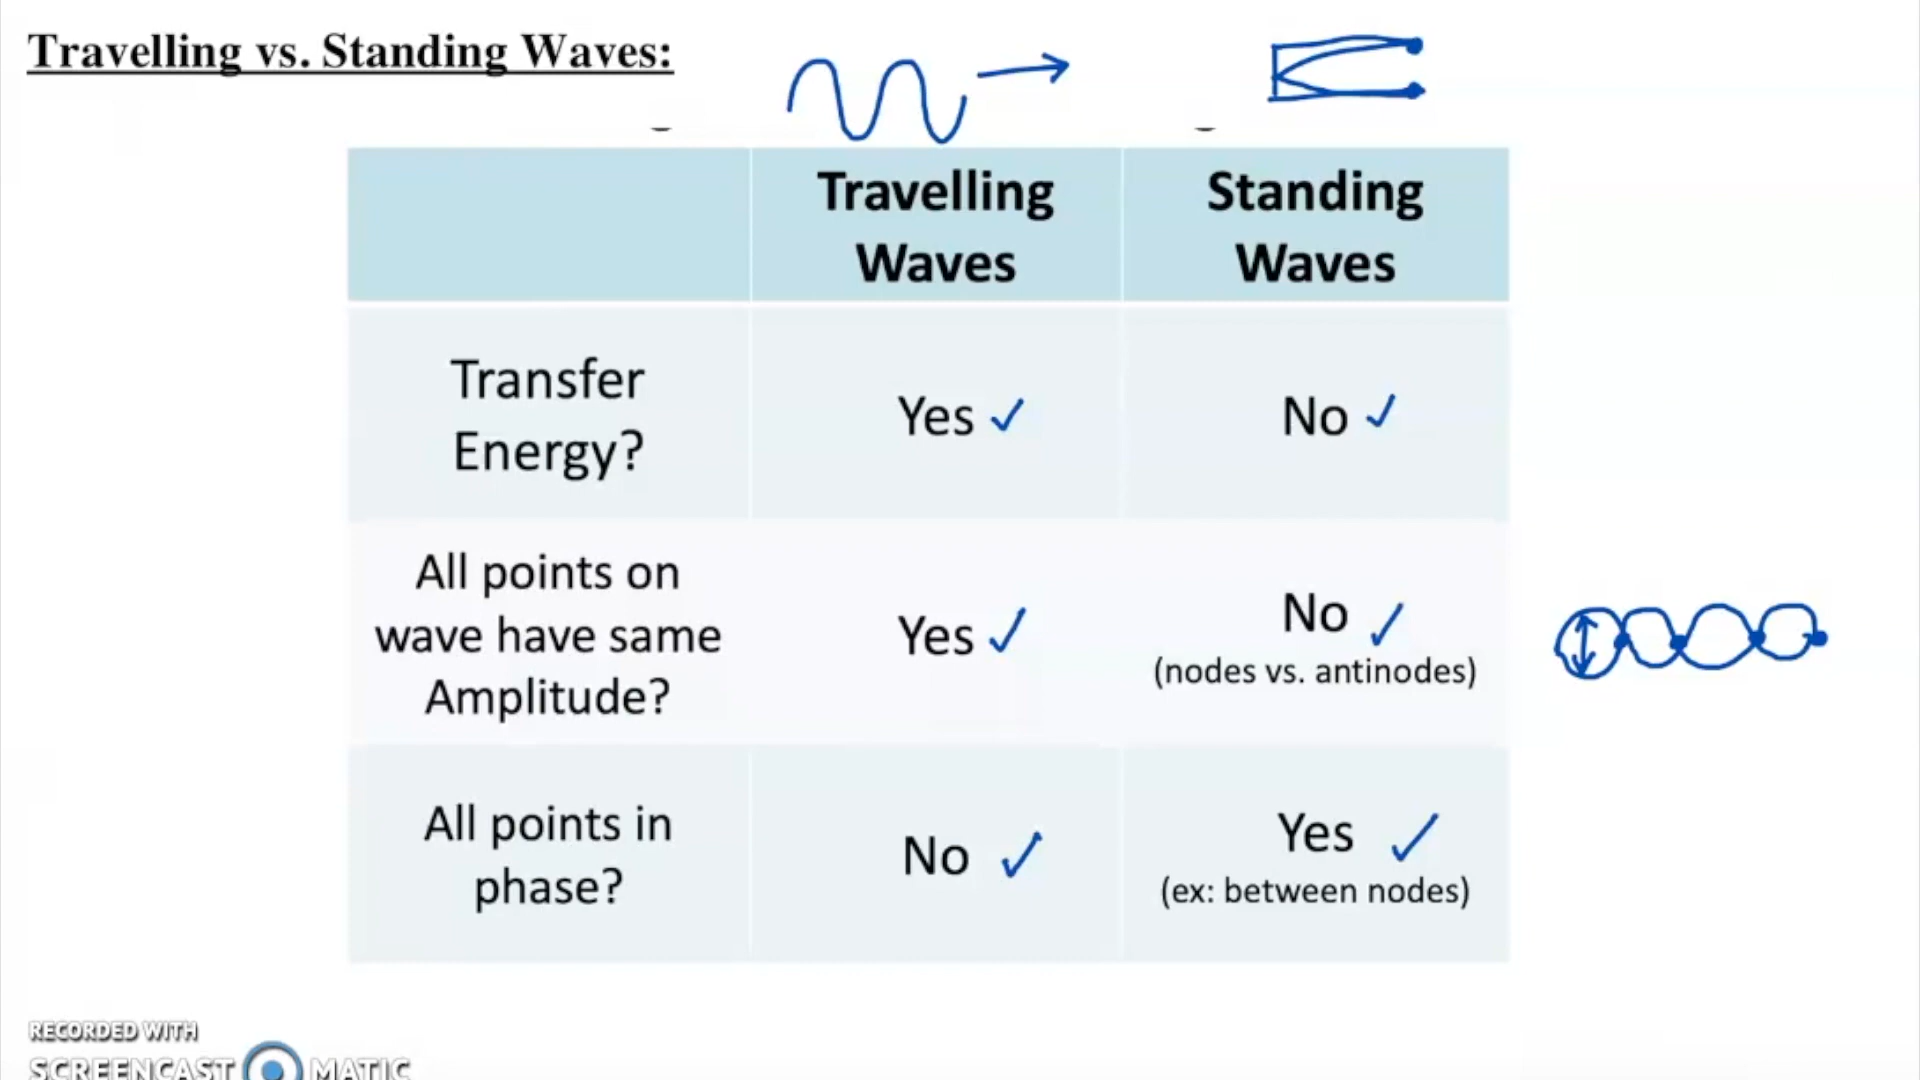 Travelling vs. Standing Waves:
Travelling
Waves
Standing
Waves
Transfer
Energy?
Yes ✓
No ✓
All points on
wave have same
Amplitude?
Yes ✓
No ✓
(nodes vs. antinodes)
All points in
phase?
No ✓
Yes ✓
(ex: between nodes)
RECORDED WITH
SCREENCAST MATIC